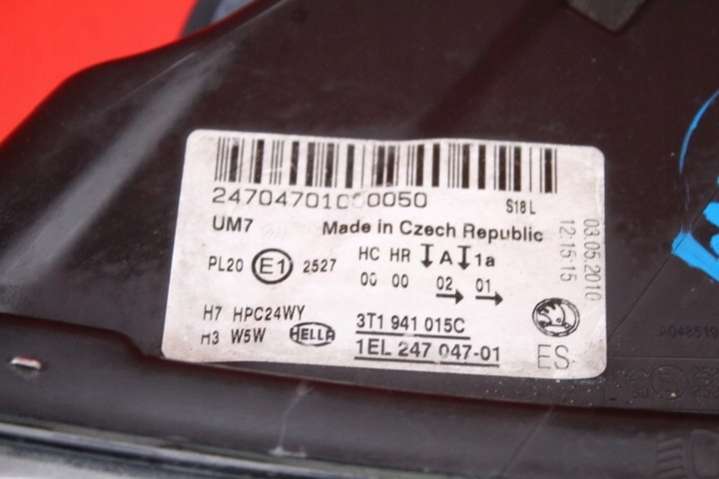 24704701000050
S18 L
UM7 Made in Czech Republic
PL20 E1 2527
HC HR A 1a
00 00 02 01
H7 HPC24WY
H3 W5W
HELLA
3T1 941 015C
1EL 247 047-01
03.05.2010
12:15:15
ES